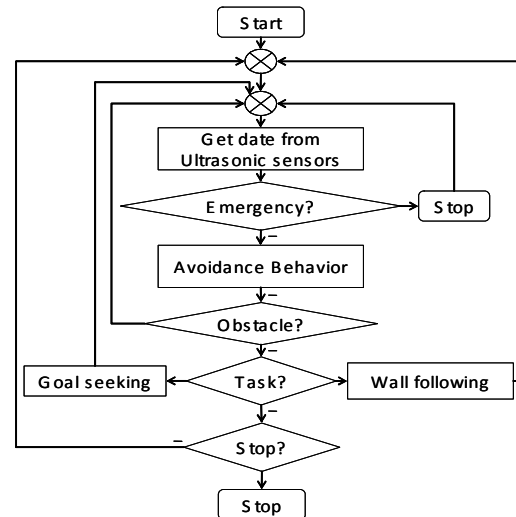 Start
Get date from
Ultrasonic sensors
Emergency?
Stop
–
Avoidance Behavior
–
Obstacle?
–
Goal seeking
Task?
Wall following
–
–
Stop?
Stop